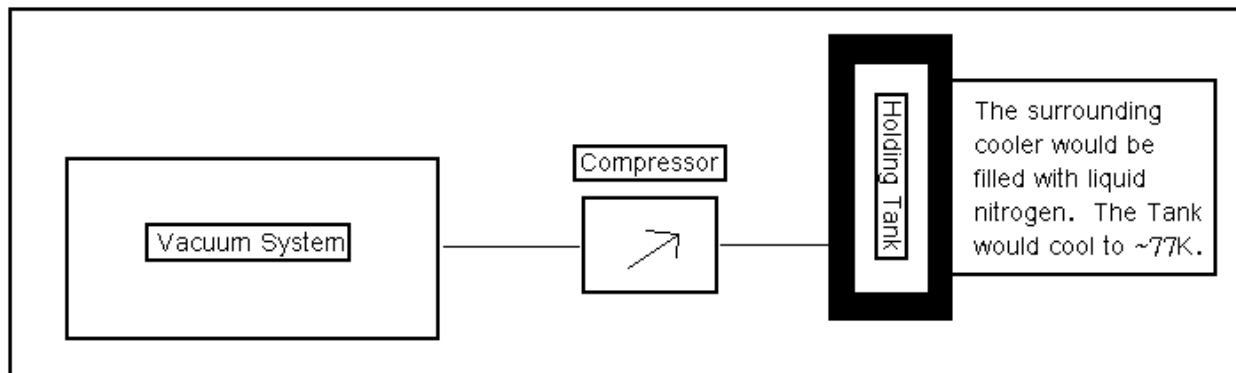 Vacuum System
Compressor
Holding Tank
The surrounding
cooler would be
filled with liquid
nitrogen. The Tank
would cool to ~77K.